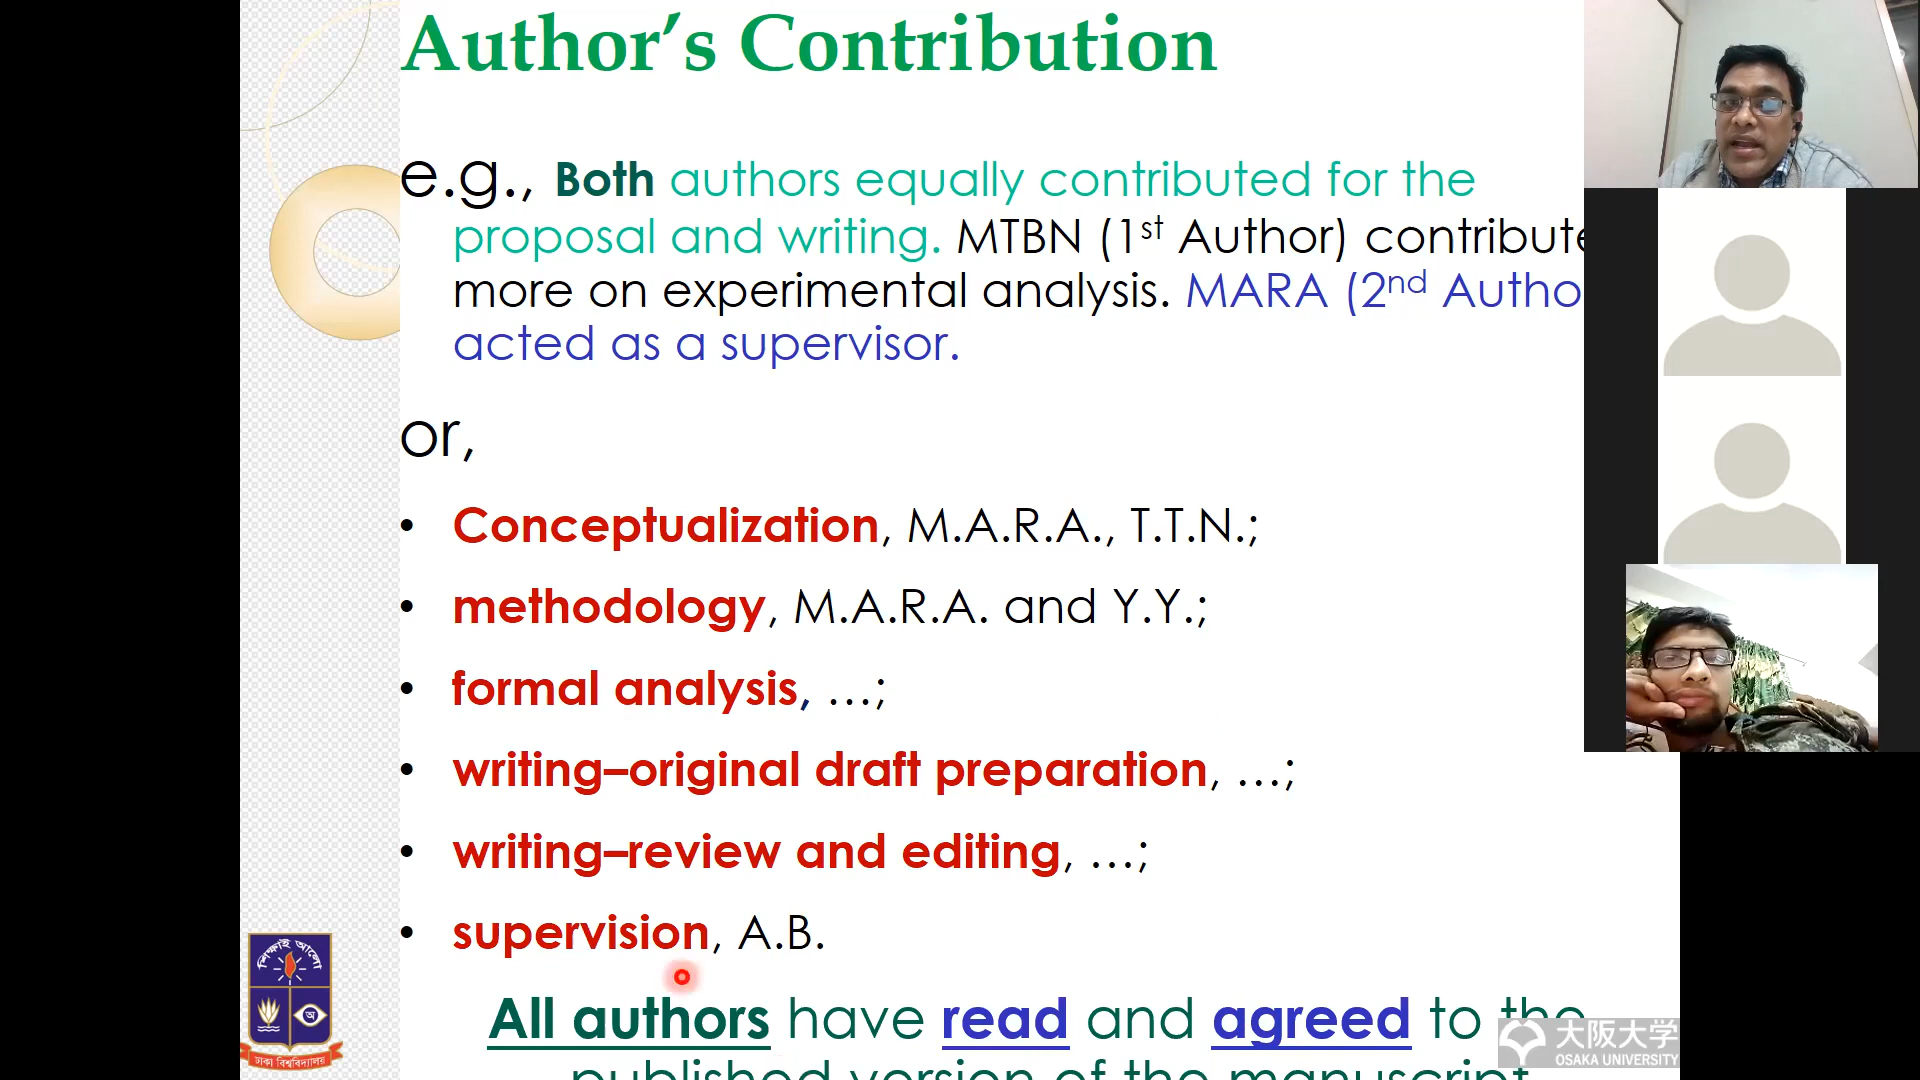 Author’s Contribution
e.g., Both authors equally contributed for the
proposal and writing. MTBN (1st Author) contribute
more on experimental analysis. MARA (2nd Autho
acted as a supervisor.
or,
• Conceptualization, M.A.R.A., T.T.N.;
• methodology, M.A.R.A. and Y.Y.;
• formal analysis, …;
• writing–original draft preparation, …;
• writing–review and editing, …;
• supervision, A.B.
All authors have read and agreed to the
published version of the manuscript
শিক্ষাই আলো
অ
ঢাকা বিশ্ববিদ্যালয়
大阪大学
OSAKA UNIVERSITY